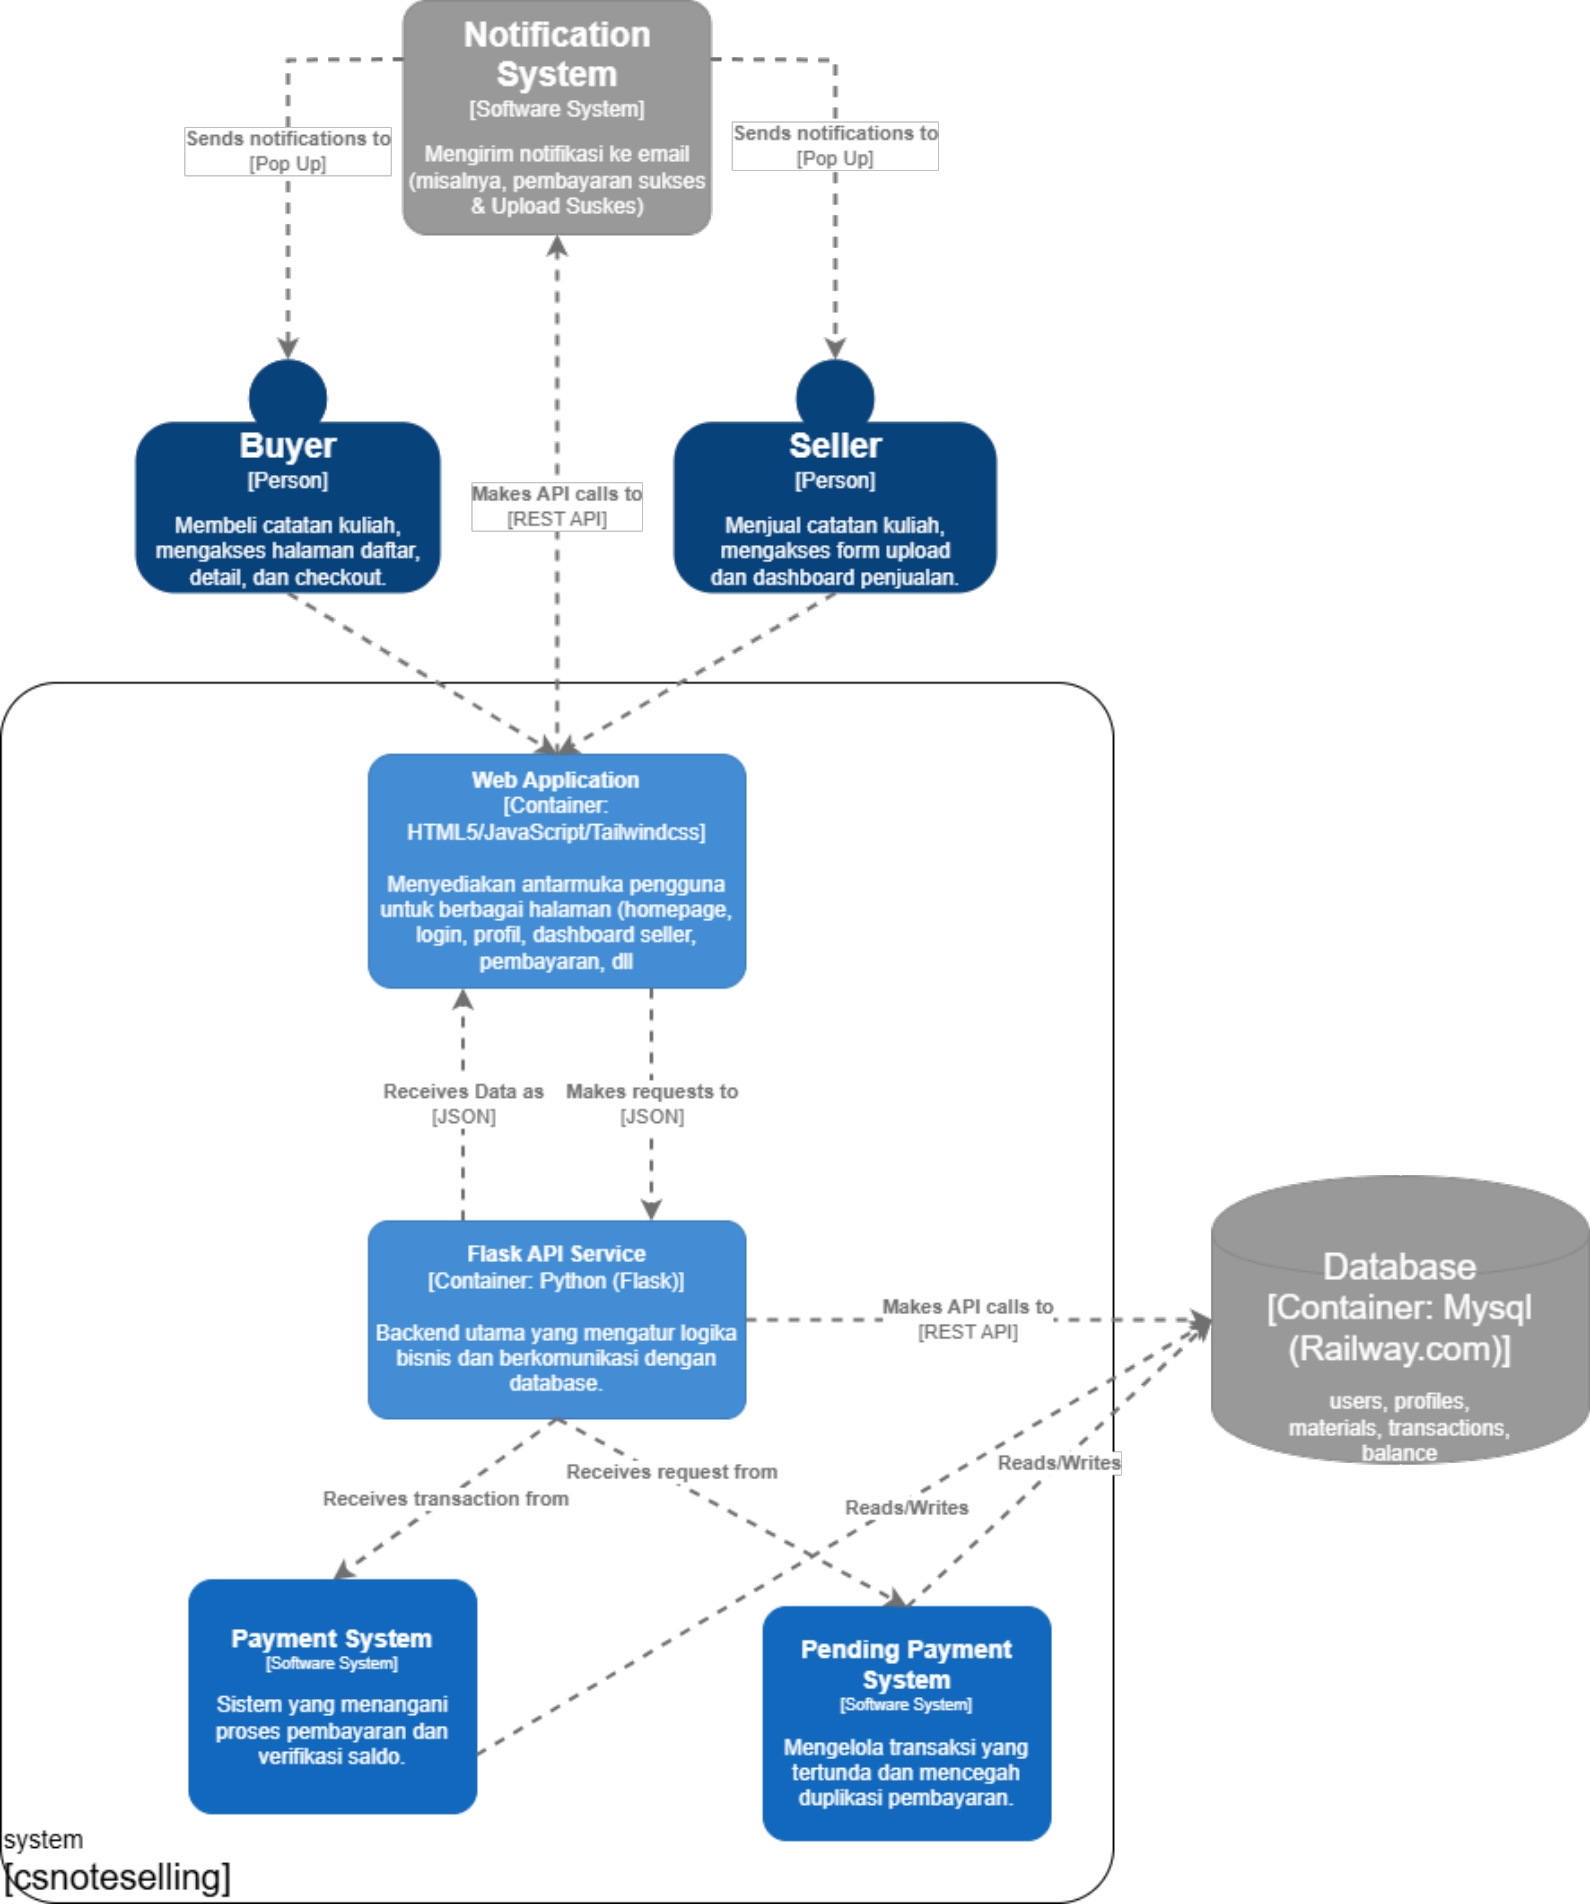 Notification
System
[Software System]
Mengirim notifikasi ke email
(misalnya, pembayaran sukses
& Upload Suskes)
Sends notifications to
[Pop Up]
Sends notifications to
[Pop Up]
Buyer
[Person]
Membeli catatan kuliah,
mengakses halaman daftar,
detail, dan checkout.
Makes API calls to
[REST API]
Seller
[Person]
Menjual catatan kuliah,
mengakses form upload
dan dashboard penjualan.
Web Application
[Container:
HTML5/JavaScript/Tailwindcss]
Menyediakan antarmuka pengguna
untuk berbagai halaman (homepage,
login, profil, dashboard seller,
pembayaran, dll
Receives Data as
[JSON]
Makes requests to
[JSON]
Flask API Service
[Container: Python (Flask)]
Backend utama yang mengatur logika
bisnis dan berkomunikasi dengan
database.
Makes API calls to
[REST API]
Database
[Container: Mysql
(Railway.com)]
users, profiles,
materials, transactions,
balance
Receives transaction from
Receives request from
Reads/Writes
Reads/Writes
Payment System
[Software System]
Sistem yang menangani
proses pembayaran dan
verifikasi saldo.
Pending Payment
System
[Software System]
Mengelola transaksi yang
tertunda dan mencegah
duplikasi pembayaran.
system
[csnoteselling]